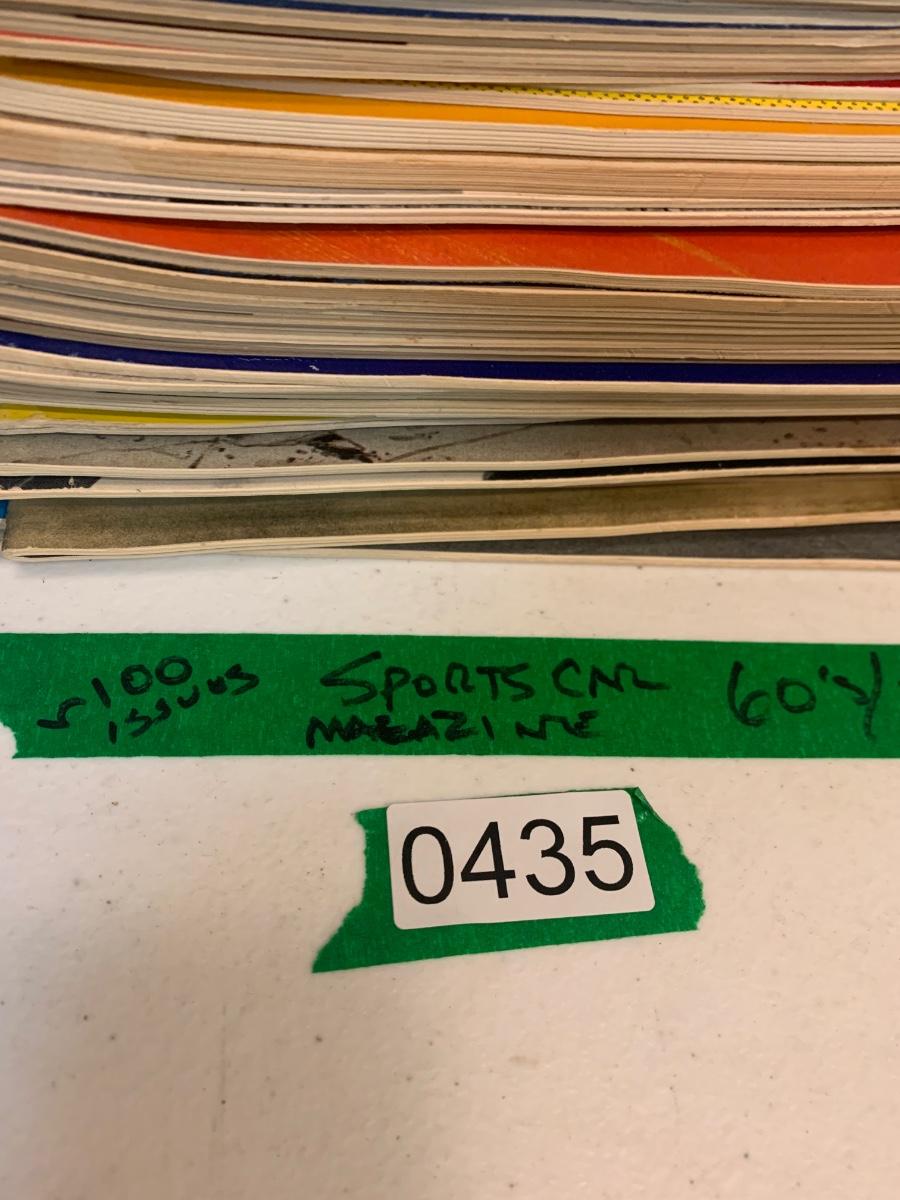 ~100 SPORTS CAR 60's/
ISSUES MAGAZINE
0435